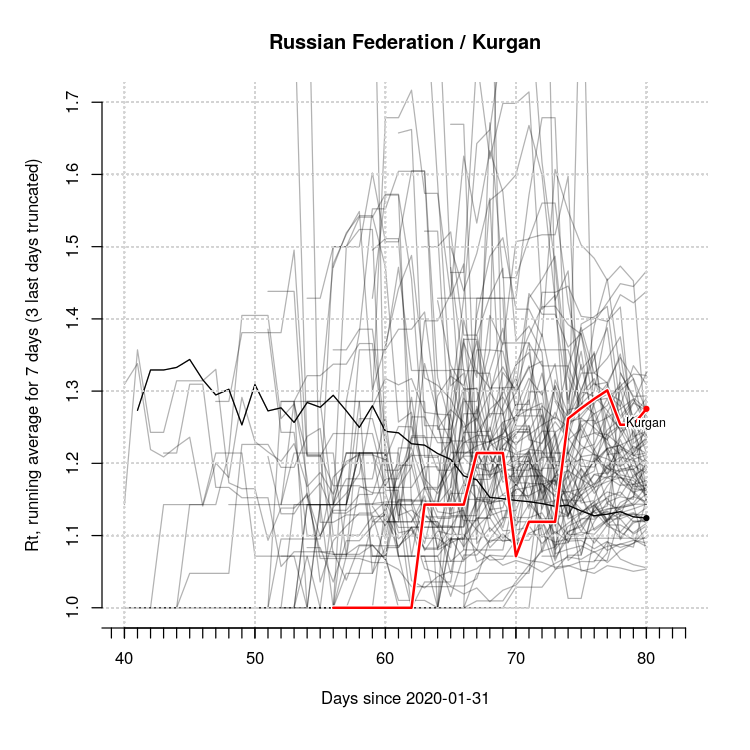 Russian Federation / Kurgan
Rt, running average for 7 days (3 last days truncated)
1.7
1.6
1.5
1.4
1.3
1.2
1.1
1.0
Kurgan
40 50 60 70 80
Days since 2020-01-31